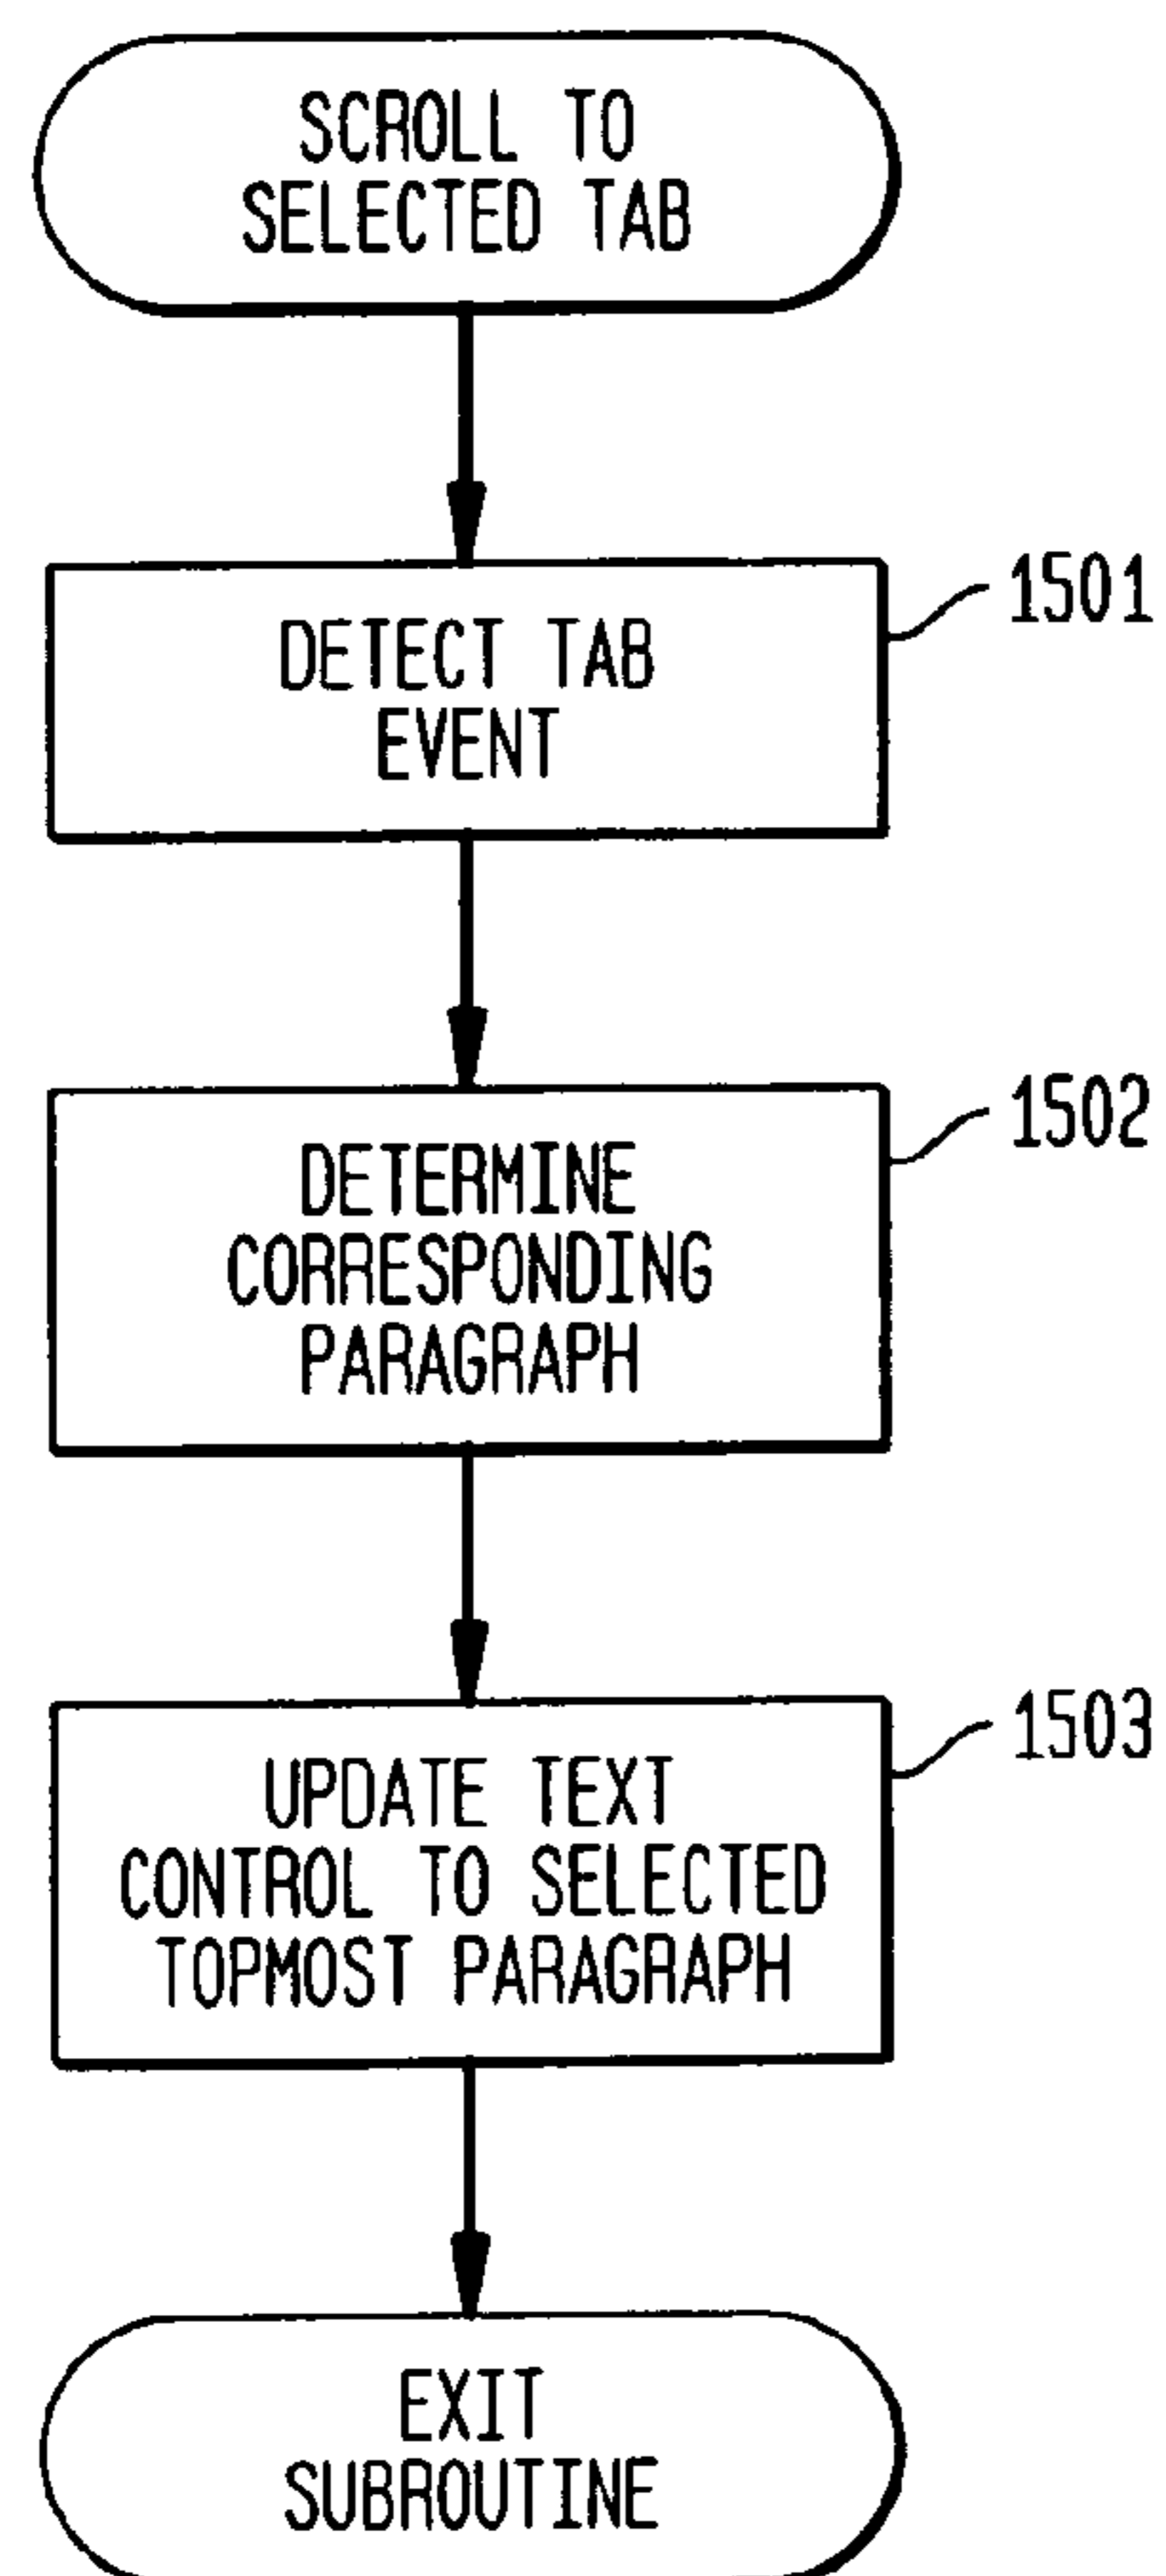 SCROLL TO
SELECTED TAB
DETECT TAB
EVENT
1501
DETERMINE
CORRESPONDING
PARAGRAPH
1502
UPDATE TEXT
CONTROL TO SELECTED
TOPMOST PARAGRAPH
1503
EXIT
SUBROUTINE